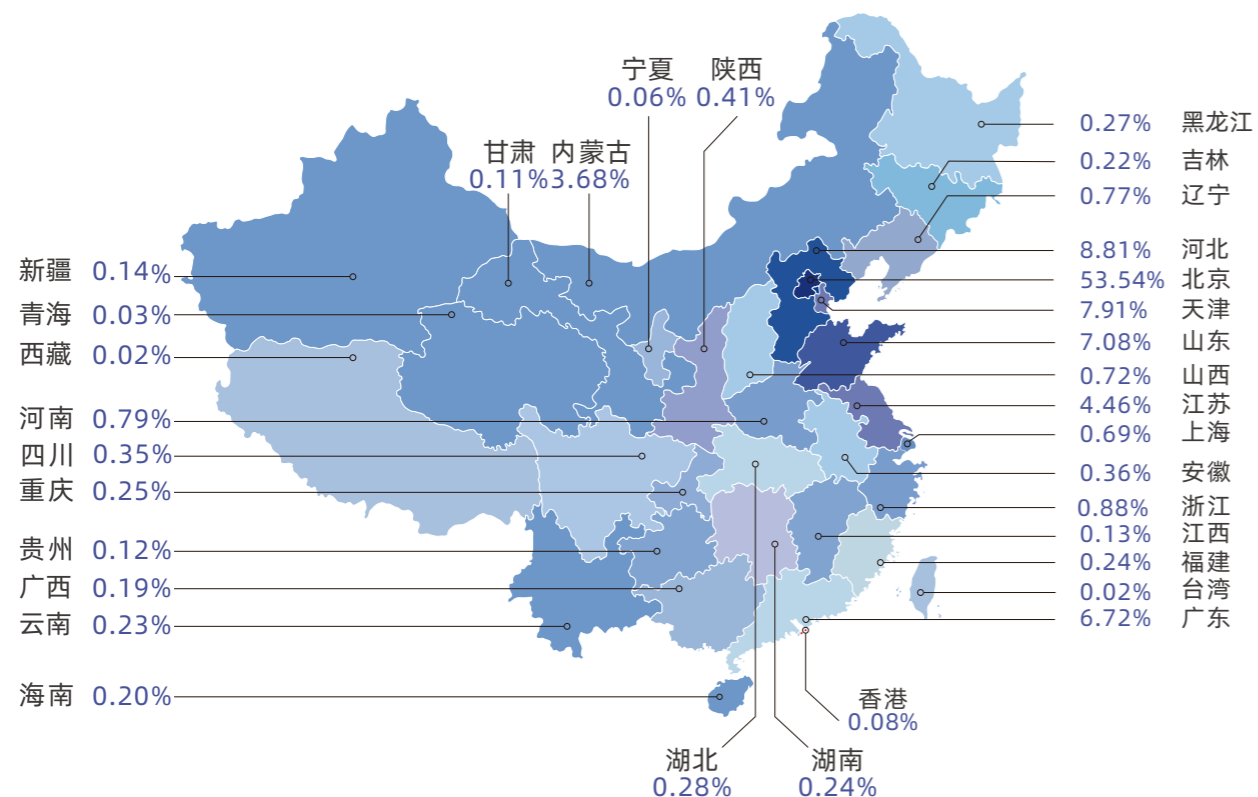 宁夏 陕西
0.06% 0.41%
甘肃 内蒙古
0.11% 3.68%
0.27% 黑龙江
0.22% 吉林
0.77% 辽宁
8.81% 河北
53.54% 北京
7.91% 天津
7.08% 山东
0.72% 山西
4.46% 江苏
0.69% 上海
0.36% 安徽
0.88% 浙江
0.13% 江西
0.24% 福建
0.02% 台湾
6.72% 广东
新疆 0.14%
青海 0.03%
西藏 0.02%
河南 0.79%
四川 0.35%
重庆 0.25%
贵州 0.12%
广西 0.19%
云南 0.23%
海南 0.20%
香港
0.08%
湖北 湖南
0.28% 0.24%